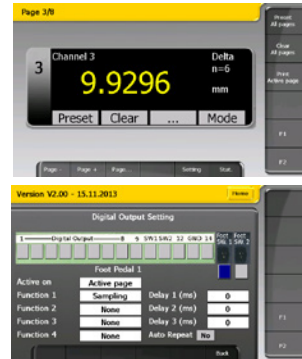 Page 3/8
Preset
All pages
Clear
All pages
Print
Active page
Channel 3
Delta
n=6
3
9.9296
mm
Preset Clear ... Mode
F1
F2
Page - Page + Page... Setting Stat.
Version V2.00 - 15.11.2013
Home
Digital Output Setting
1 Digital Output 8 9 SW1 SW2 12 GND 14
Foot SW. 1
Foot SW. 2
Foot Pedal 1
Active on Active page
Function 1 Sampling Delay 1 (ms) 0
Function 2 None Delay 2 (ms) 0
Function 3 None Delay 3 (ms) 0
Function 4 None Auto Repeat No
F1
F2
Back